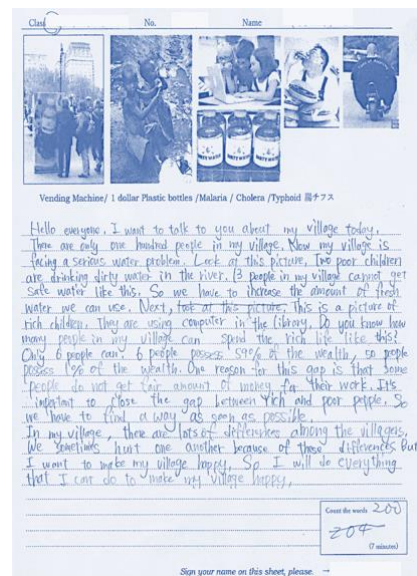 Class No. Name
UNITY WATER
Vending Machine/ 1 dollar Plastic bottles /Malaria / Cholera /Typhoid 腸チフス
Hello everyone. I want to talk to you about my village today.
There are only one hundred people in my village. Now my village is
facing a serious water problem. Look at this picture. Two poor children
are drinking dirty water in the river. 13 people in my village cannot get
safe water like this. So we have to increase the amount of fresh
water we can use. Next, look at this picture. This is a picture of
rich children. They are using computer in the library. Do you know how
many people in my village can spend the rich life like this?
Only 6 people can. 6 people possess 59% of the wealth, so people
possess 1% of the wealth. One reason for this gap is that some
people do not get fair amount of money for their work. It's
important to close the gap between rich and poor people. So
we have to find a way as soon as possible.
In my village, there are lots of differences among the villagers.
We sometimes hurt one another because of these differences. But
I want to make my village happy. So I will do everything
that I can do to make my village happy.
Count the words 200
204
(7 minutes)
Sign your name on this sheet, please. →